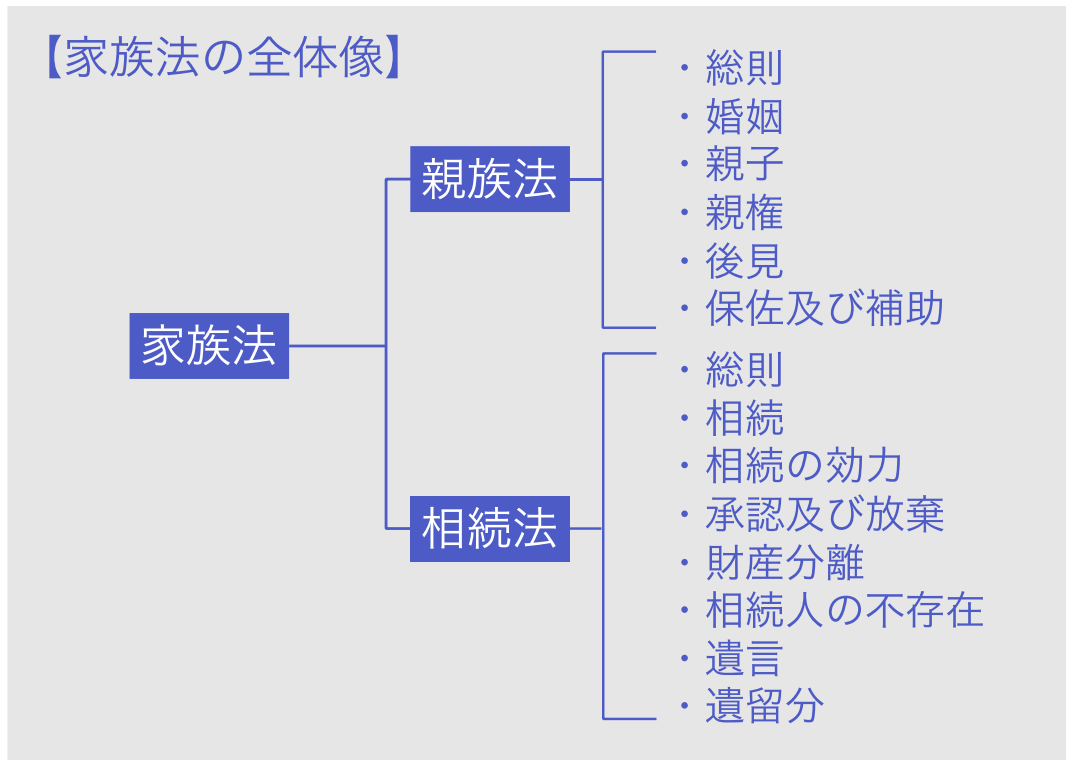 【家族法の全体像】
家族法
親族法
・総則
・婚姻
・親子
・親権
・後見
・保佐及び補助
相続法
・総則
・相続
・相続の効力
・承認及び放棄
・財産分離
・相続人の不存在
・遺言
・遺留分